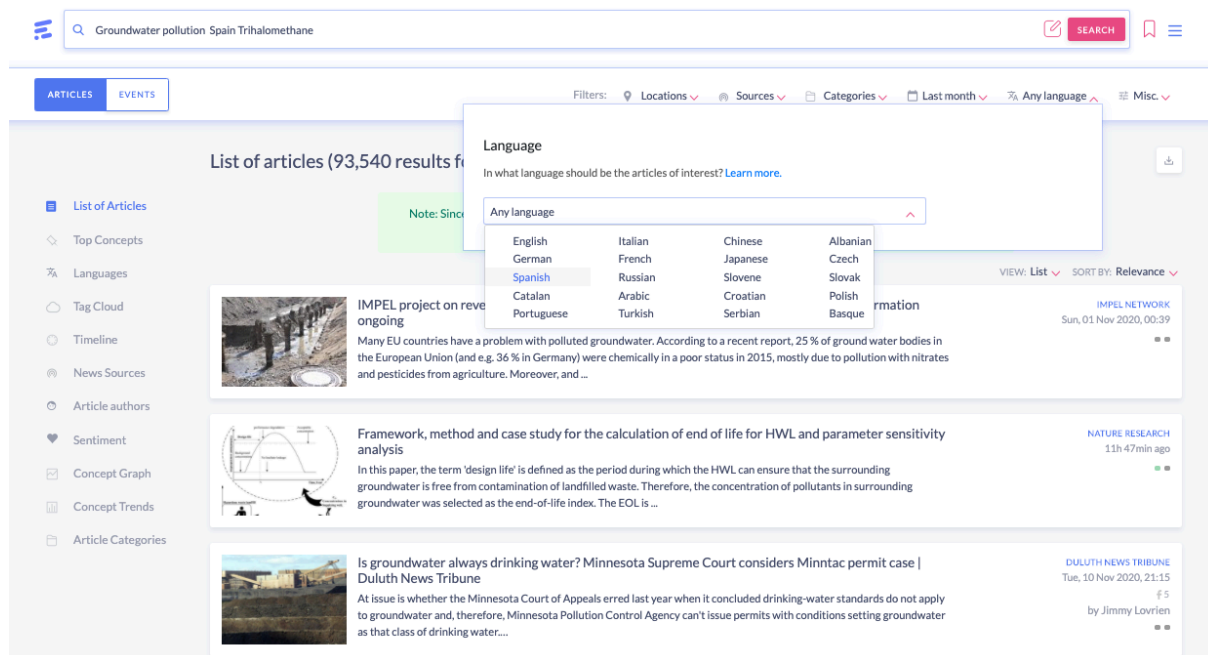 Groundwater pollution Spain Trihalomethane
SEARCH
ARTICLES
EVENTS
Filters:
Locations
Sources
Categories
Last month
Any language
Misc.
Language
In what language should be the articles of interest? Learn more.
Any language
English Italian Chinese Albanian
German French Japanese Czech
Spanish Russian Slovene Slovak
Catalan Arabic Croatian Polish
Portuguese Turkish Serbian Basque
List of articles (93,540 results
Note: Since
List of Articles
Top Concepts
Languages
Tag Cloud
Timeline
News Sources
Article authors
Sentiment
Concept Graph
Concept Trends
Article Categories
VIEW: List
SORT BY: Relevance
IMPEL project on
ongoing
Many EU countries have a problem with polluted groundwater. According to a recent report, 25 % of ground water bodies in
the European Union (and e.g. 36 % in Germany) were chemically in a poor status in 2015, mostly due to pollution with nitrates
and pesticides from agriculture. Moreover, and ...
IMPEL NETWORK
Sun, 01 Nov 2020, 00:39
Framework, method and case study for the calculation of end of life for HWL and parameter sensitivity
analysis
In this paper, the term 'design life' is defined as the period during which the HWL can ensure that the surrounding
groundwater is free from contamination of landfilled waste. Therefore, the concentration of pollutants in surrounding
groundwater was selected as the end-of-life index. The EOL is ...
NATURE RESEARCH
11h 47min ago
Is groundwater always drinking water? Minnesota Supreme Court considers Minntac permit case |
Duluth News Tribune
At issue is whether the Minnesota Court of Appeals erred last year when it concluded drinking-water standards do not apply
to groundwater and, therefore, Minnesota Pollution Control Agency can't issue permits with conditions setting groundwater
as that class of drinking water....
DULUTH NEWS TRIBUNE
Tue, 10 Nov 2020, 21:15
5
by Jimmy Lovrien